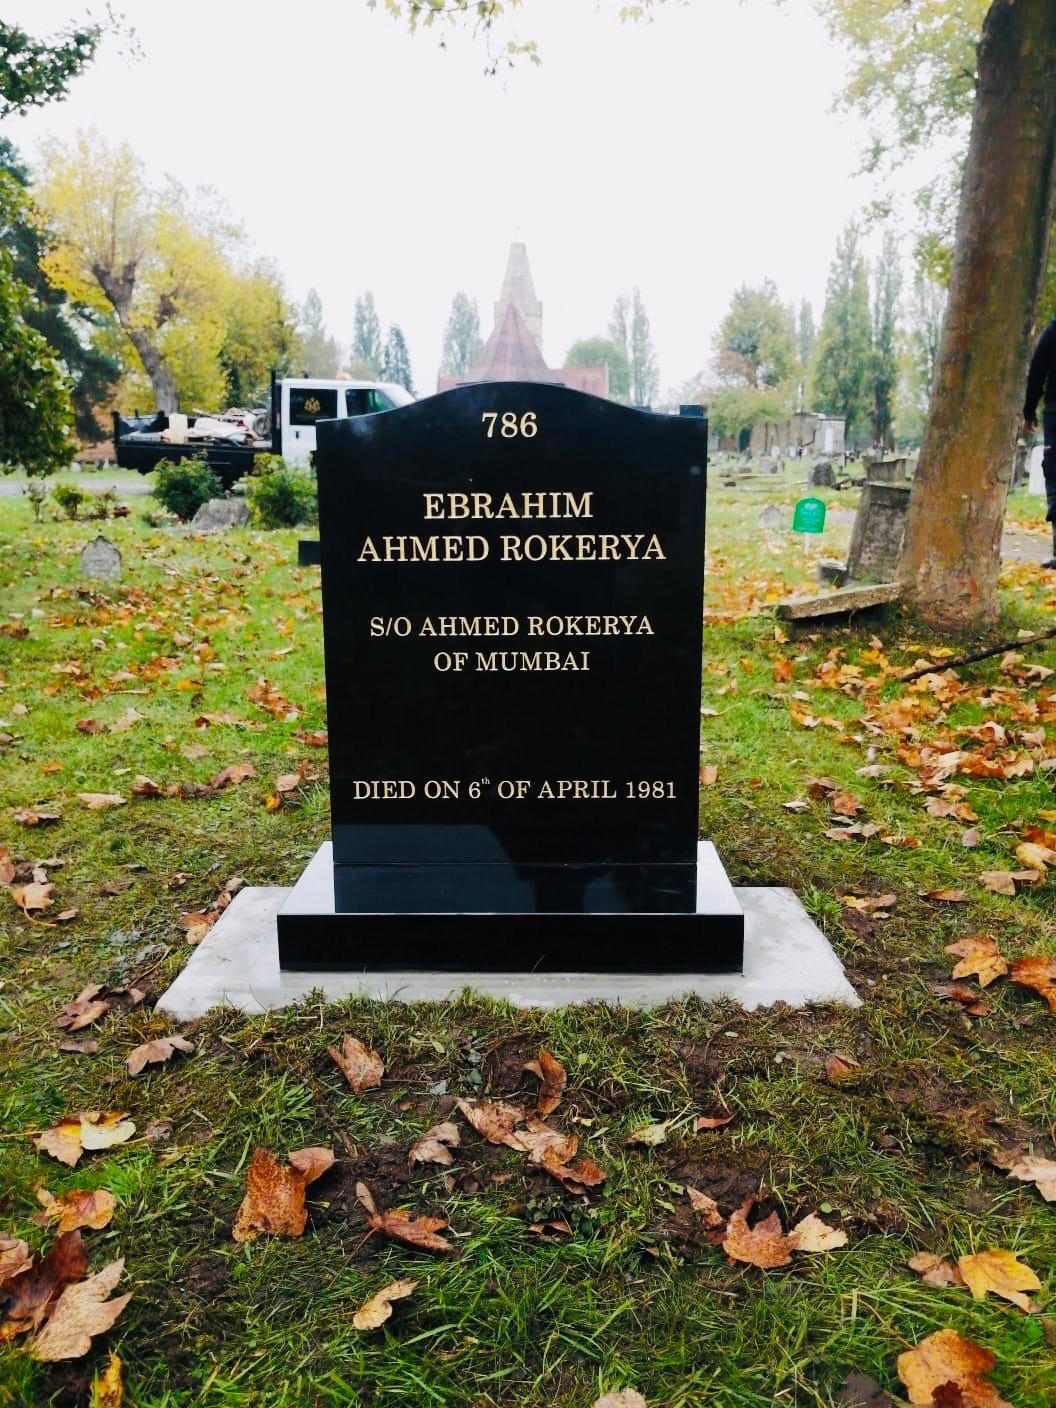 786
EBRAHIM
AHMED ROKERYA
S/O AHMED ROKERYA
OF MUMBAI
DIED ON 6th OF APRIL 1981